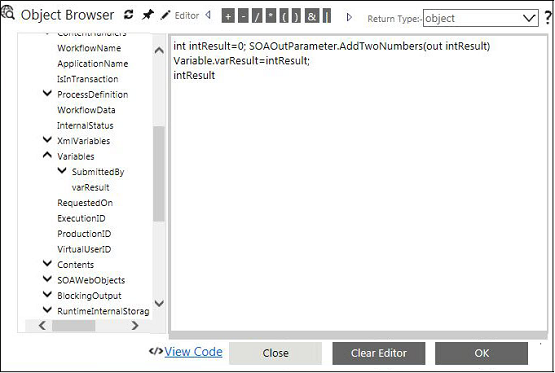 Object Browser Editor + - / * ( ) & | Return Type:- object ?
ContentHandlers
WorkflowName
ApplicationName
IsInTransaction
ProcessDefinition
WorkflowData
InternalStatus
XmlVariables
Variables
SubmittedBy
varResult
RequestedOn
ExecutionID
ProductionID
VirtualUserID
Contents
SOAWebObjects
BlockingOutput
RuntimeInternalStorag
int intResult=0; SOAOutParameter.AddTwoNumbers(out intResult)
Variable.varResult=intResult;
intResult
</> View Code Close Clear Editor OK